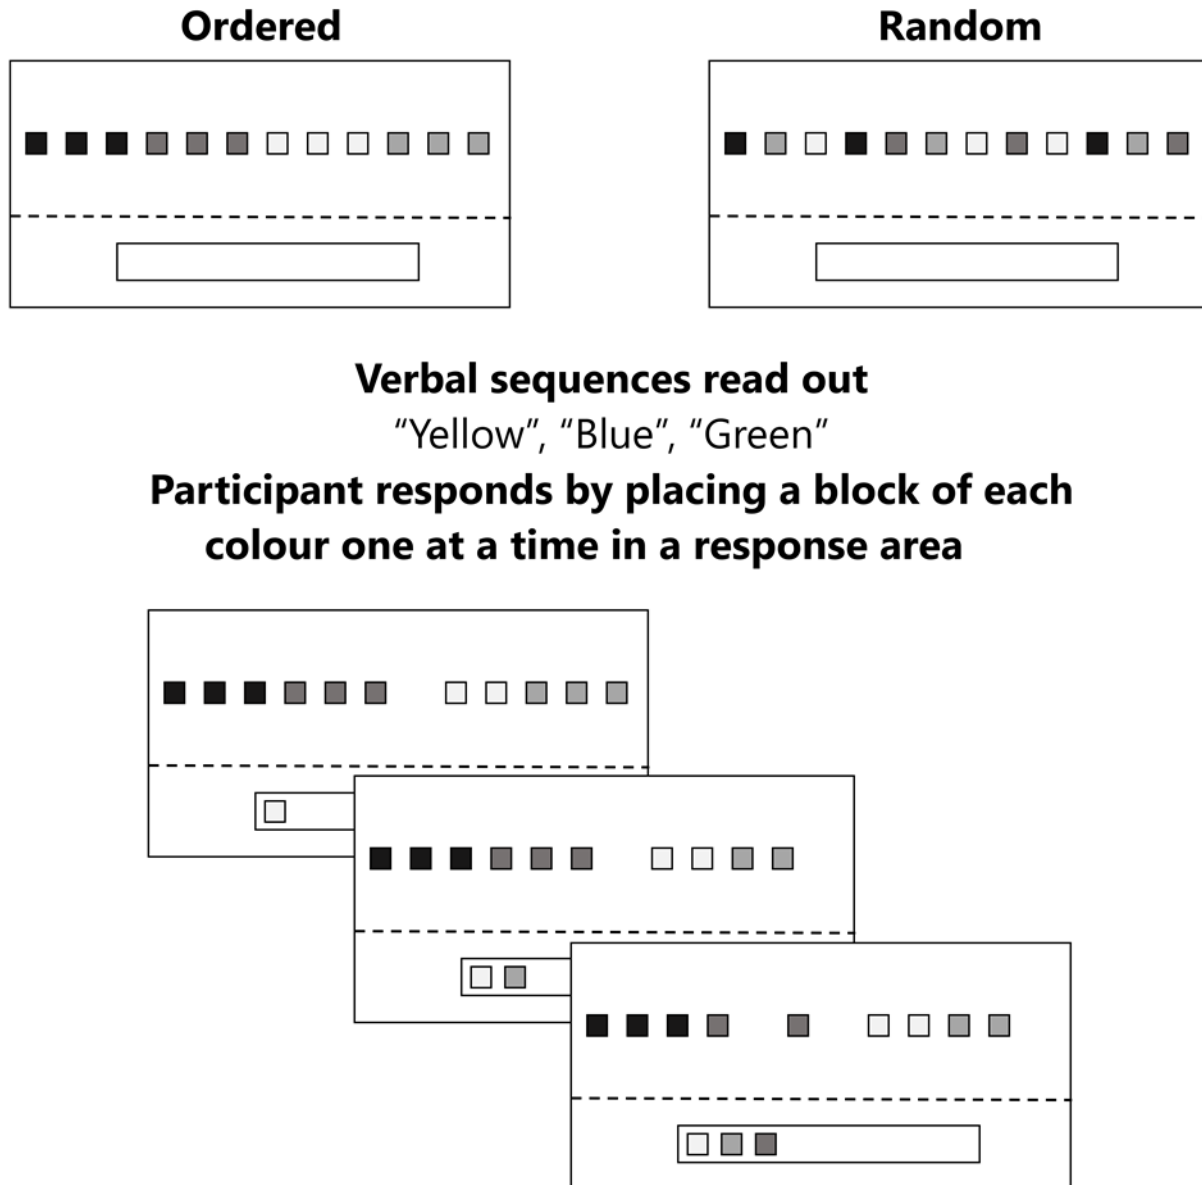 Ordered
Random
Verbal sequences read out
“Yellow”, “Blue”, “Green”
Participant responds by placing a block of each
colour one at a time in a response area